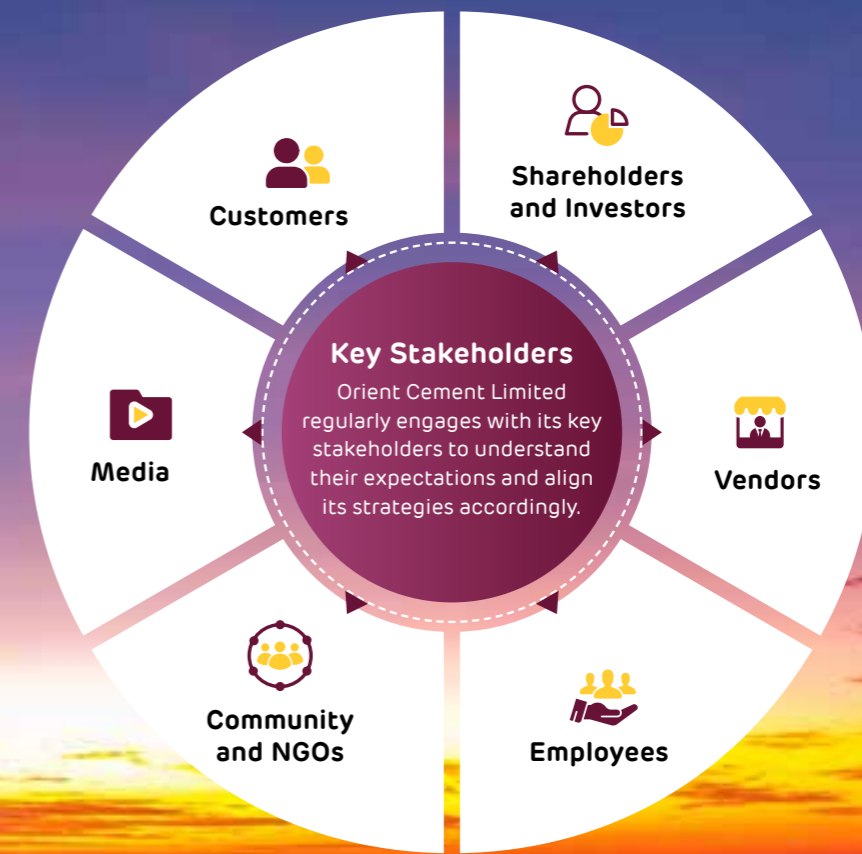 Customers
Shareholders
and Investors
Key Stakeholders
Orient Cement Limited
regularly engages with its key
stakeholders to understand
their expectations and align
its strategies accordingly.
Media
Vendors
Community
and NGOs
Employees